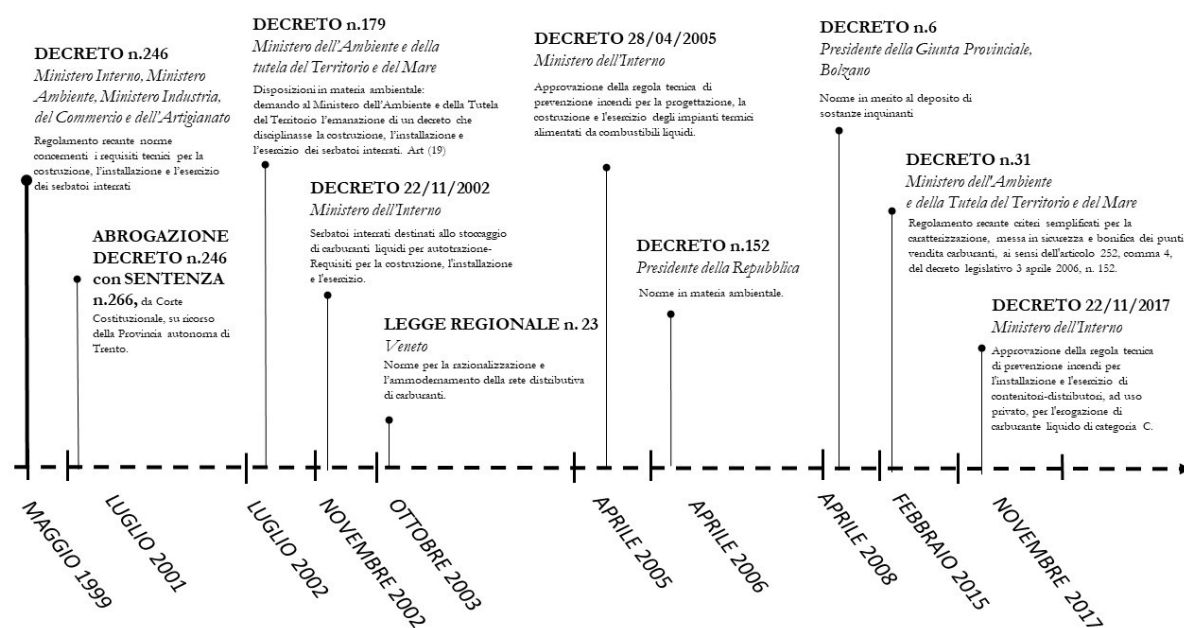 DECRETO n.246
Ministero Interno, Ministero
Ambiente, Ministero Industria,
del Commercio e dell'Artigianato
Regolamento recante norme
concernenti i requisiti tecnici per la
costruzione, l'installazione e l'esercizio
dei serbatoi interrati
ABROGAZIONE
DECRETO n.246
con SENTENZA
n.266, da Corte
Costituzionale, su ricorso
della Provincia autonoma di
Trento.
DECRETO n.179
Ministero dell'Ambiente e della
tutela del Territorio e del Mare
Disposizioni in materia ambientale:
demando al Ministero dell'Ambiente e della Tutela
del Territorio l'emanazione di un decreto che
disciplinasse la costruzione, l'installazione e
l'esercizio dei serbatoi interrati. Art (19)
DECRETO 22/11/2002
Ministero dell'Interno
Serbatoi interrati destinati allo stoccaggio
di carburanti liquidi per autotrazione-
Requisiti per la costruzione, l'installazione
e l'esercizio.
LEGGE REGIONALE n. 23
Veneto
Norme per la razionalizzazione e
l'ammodernamento della rete distributiva
di carburanti.
DECRETO 28/04/2005
Ministero dell'Interno
Approvazione della regola tecnica di
prevenzione incendi per la progettazione, la
costruzione e l'esercizio degli impianti termici
alimentati da combustibili liquidi.
DECRETO n.152
Presidente della Repubblica
Norme in materia ambientale.
DECRETO n.6
Presidente della Giunta Provinciale,
Bolzano
Norme in merito al deposito di
sostanze inquinanti
DECRETO n.31
Ministero dell'Ambiente
e della Tutela del Territorio e del Mare
Regolamento recante criteri semplificati per la
caratterizzazione, messa in sicurezza e bonifica dei punti
vendita carburanti, ai sensi dell'articolo 252, comma 4,
del decreto legislativo 3 aprile 2006, n. 152.
DECRETO 22/11/2017
Ministero dell'Interno
Approvazione della regola tecnica
di prevenzione incendi per
l'installazione e l'esercizio di
contenitori-distributori, ad uso
privato, per l'erogazione di
carburante liquido di categoria C.
MAGGIO 1999
LUGLIO 2001
LUGLIO 2002
NOVEMBRE 2002
OTTOBRE 2003
APRILE 2005
APRILE 2006
APRILE 2008
FEBBRAIO 2015
NOVEMBRE 2017